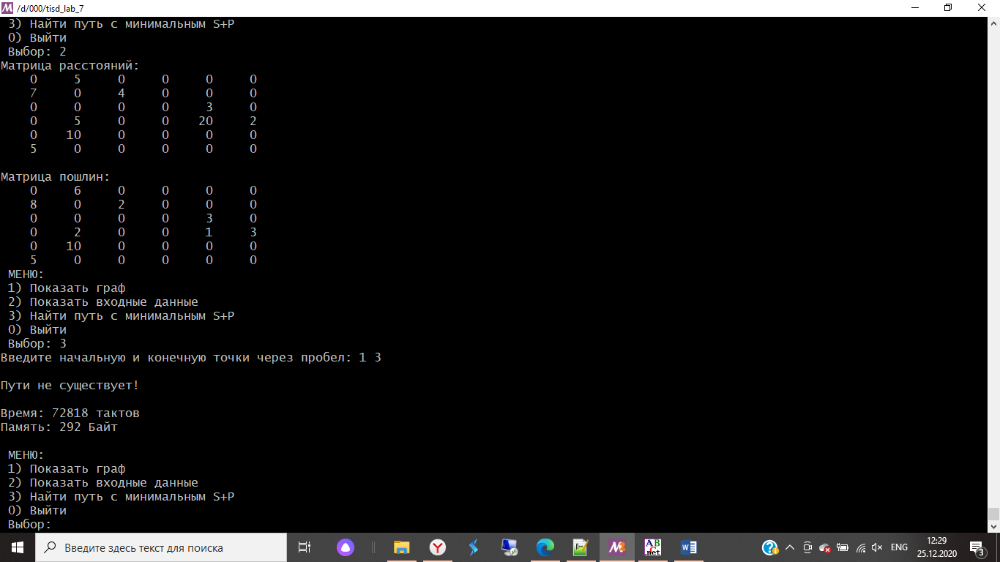 /d/000/tisd_lab_7
3) Найти путь с минимальным S+P
0) Выйти
Выбор: 2
Матрица расстояний:
0 5 0 0 0 0
7 0 4 0 0 0
0 0 0 0 3 0
0 5 0 0 20 2
0 10 0 0 0 0
5 0 0 0 0 0
Матрица пошлин:
0 6 0 0 0 0
8 0 2 0 0 0
0 0 0 0 3 0
0 2 0 0 1 3
0 10 0 0 0 0
5 0 0 0 0 0
МЕНЮ:
1) Показать граф
2) Показать входные данные
3) Найти путь с минимальным S+P
0) Выйти
Выбор: 3
Введите начальную и конечную точки через пробел: 1 3
Пути не существует!
Время: 72818 тактов
Память: 292 Байт
МЕНЮ:
1) Показать граф
2) Показать входные данные
3) Найти путь с минимальным S+P
0) Выйти
Выбор:
Введите здесь текст для поиска
ENG
12:29
25.12.2020
3